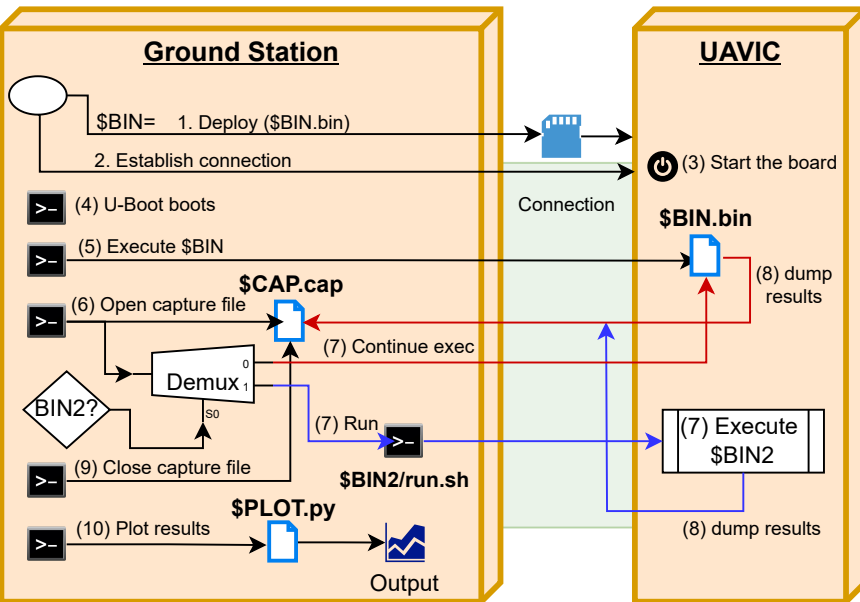 Ground Station
UAVIC
$BIN=
1. Deploy ($BIN.bin)
2. Establish connection
(3) Start the board
(4) U-Boot boots
Connection
$BIN.bin
(5) Execute $BIN
(8) dump
results
$CAP.cap
(6) Open capture file
(7) Continue exec
0
Demux
1
S0
BIN2?
(7) Run
>-
(7) Execute
$BIN2
(9) Close capture file
$BIN2/run.sh
$PLOT.py
(10) Plot results
(8) dump results
Output